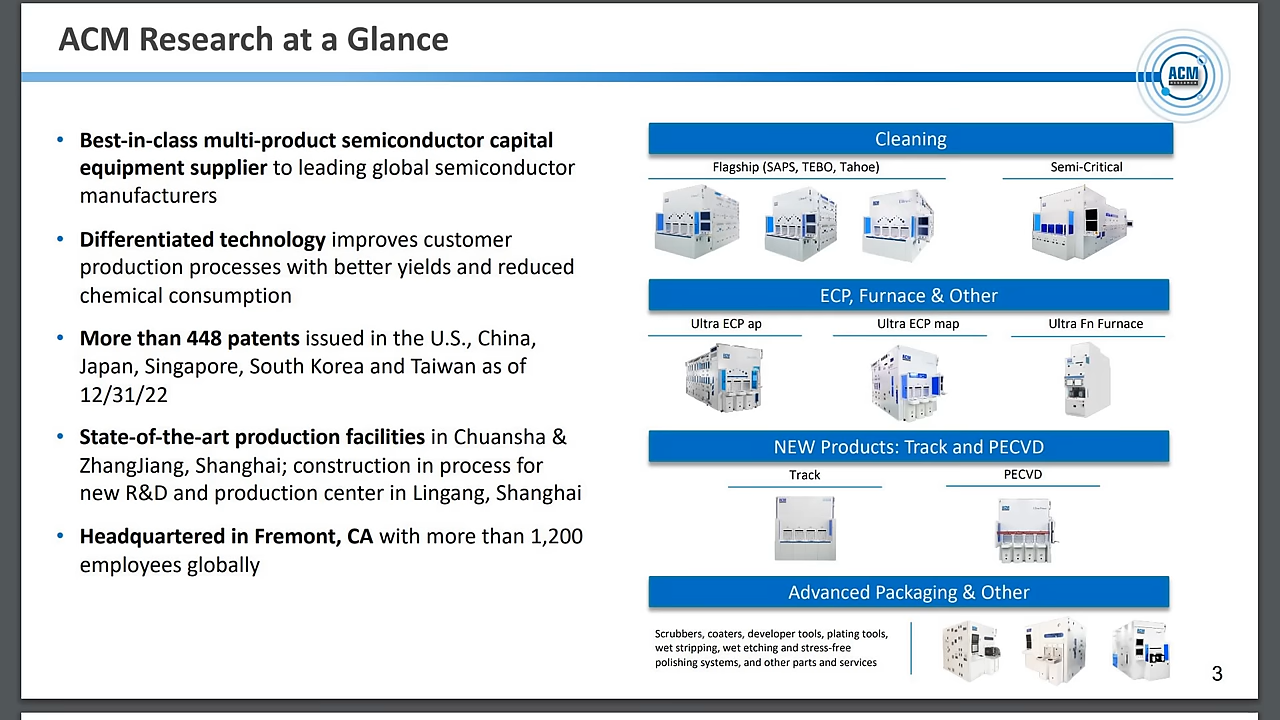 ACM Research at a Glance
ACM
RESEARCH
• Best-in-class multi-product semiconductor capital
equipment supplier to leading global semiconductor
manufacturers
• Differentiated technology improves customer
production processes with better yields and reduced
chemical consumption
• More than 448 patents issued in the U.S., China,
Japan, Singapore, South Korea and Taiwan as of
12/31/22
• State-of-the-art production facilities in Chuansha &
ZhangJiang, Shanghai; construction in process for
new R&D and production center in Lingang, Shanghai
• Headquartered in Fremont, CA with more than 1,200
employees globally
Cleaning
Flagship (SAPS, TEBO, Tahoe)
Semi-Critical
ECP, Furnace & Other
Ultra ECP ap
Ultra ECP map
Ultra Fn Furnace
NEW Products: Track and PECVD
Track
PECVD
Advanced Packaging & Other
Scrubbers, coaters, developer tools, plating tools,
wet stripping, wet etching and stress-free
polishing systems, and other parts and services
3